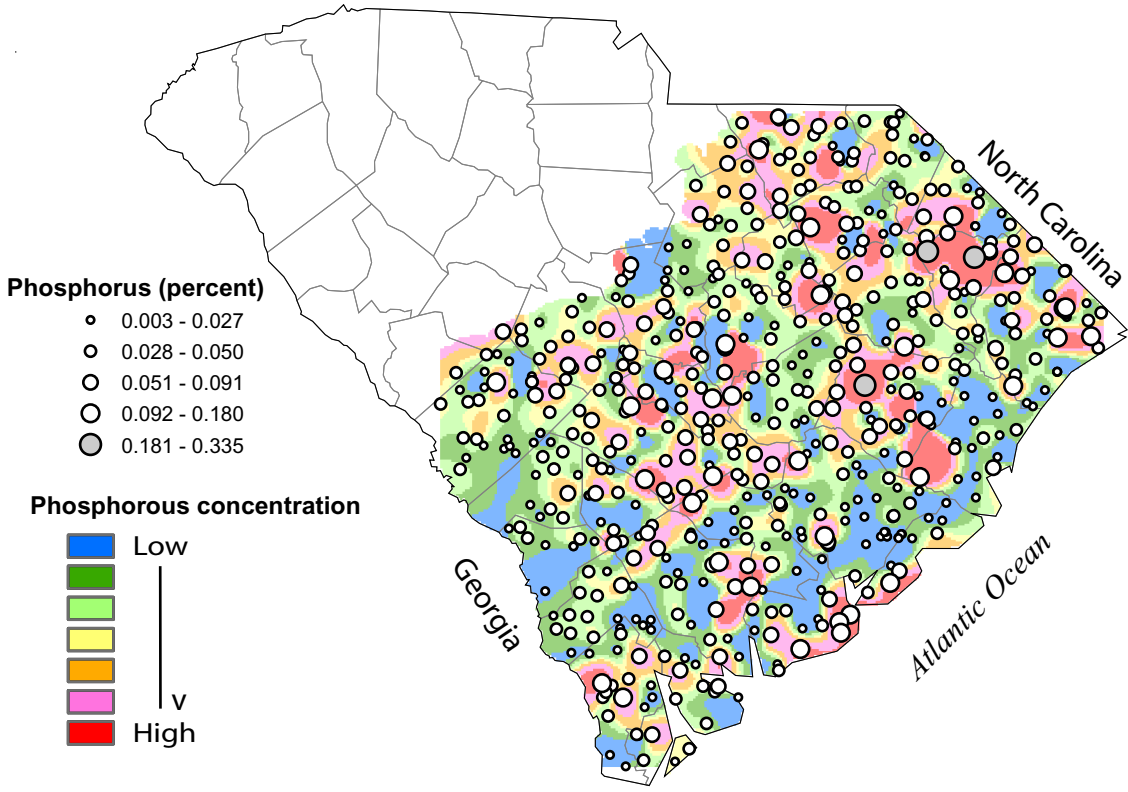 North Carolina
Phosphorus (percent)
0.003 - 0.027
0.028 - 0.050
0.051 - 0.091
0.092 - 0.180
0.181 - 0.335
Phosphorous concentration
Low
v
High
Georgia
Atlantic Ocean